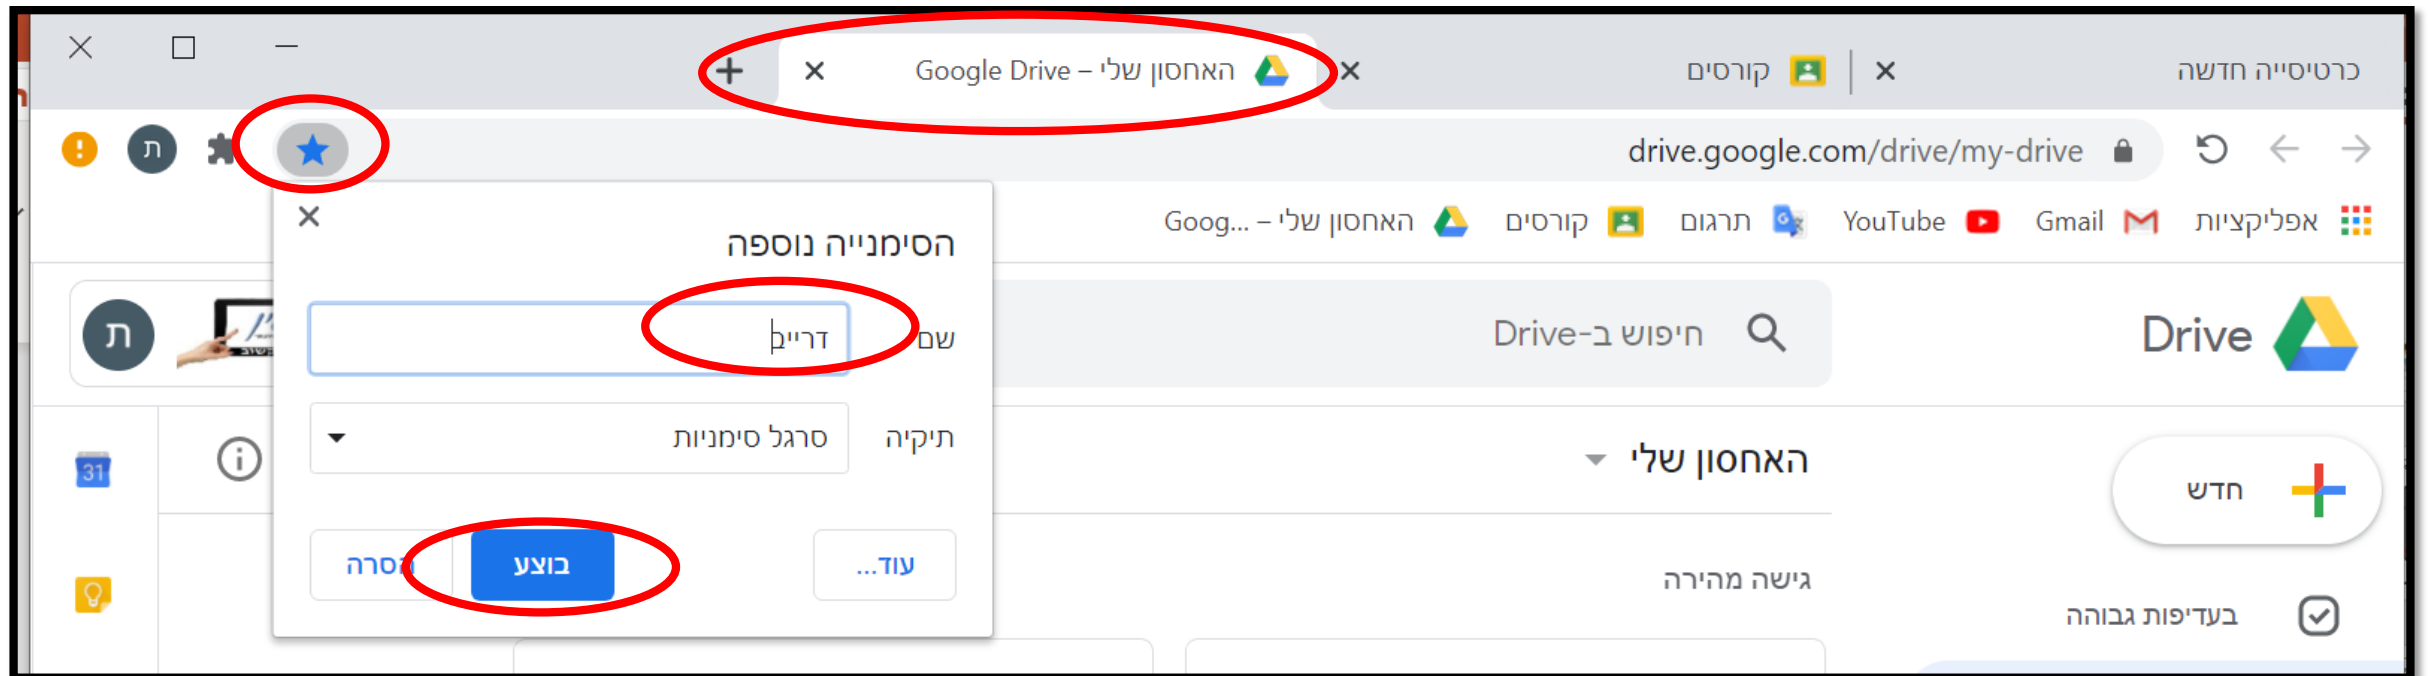 כרטיסייה חדשה
קורסים
האחסון שלי – Google Drive
drive.google.com/drive/my-drive
ת
אפליקציות
Gmail
YouTube
תרגום
קורסים
האחסון שלי – ...Goog
הסימנייה נוספה
שם
דרייב
תיקיה
סרגל סימניות
עוד...
בוצע
הסרה
Drive
חיפוש ב-Drive
ת
חדש
האחסון שלי
31
גישה מהירה
בעדיפות גבוהה